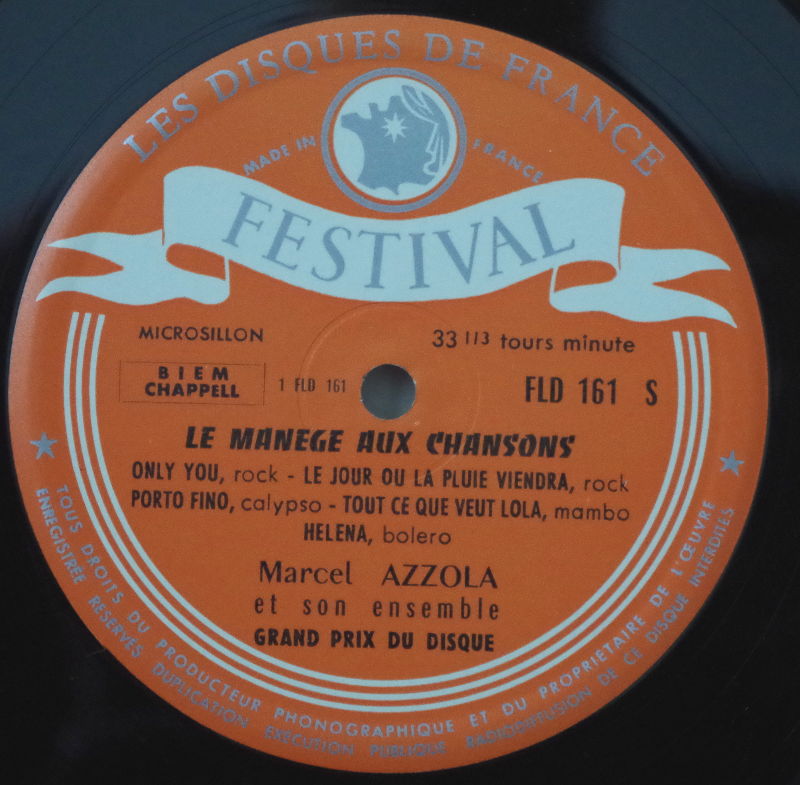 LES DISQUES DE FRANCE
MADE IN FRANCE
FESTIVAL
MICROSILLON
33 1/3 tours minute
BIEM
CHAPPELL
1 FLD 161
FLD 161 S
LE MANEGE AUX CHANSONS
ONLY YOU, rock - LE JOUR OU LA PLUIE VIENDRA, rock
PORTO FINO, calypso - TOUT CE QUE VEUT LOLA, mambo
HELENA, bolero
Marcel AZZOLA
et son ensemble
GRAND PRIX DU DISQUE
TOUS DROITS DU PRODUCTEUR PHONOGRAPHIQUE ET DU PROPRIETAIRE DE L'ŒUVRE
ENREGISTRÉE RESERVES DUPLICATION EXECUTION PUBLIQUE RADIODIFFUSION DE CE DISQUE INTERDITES